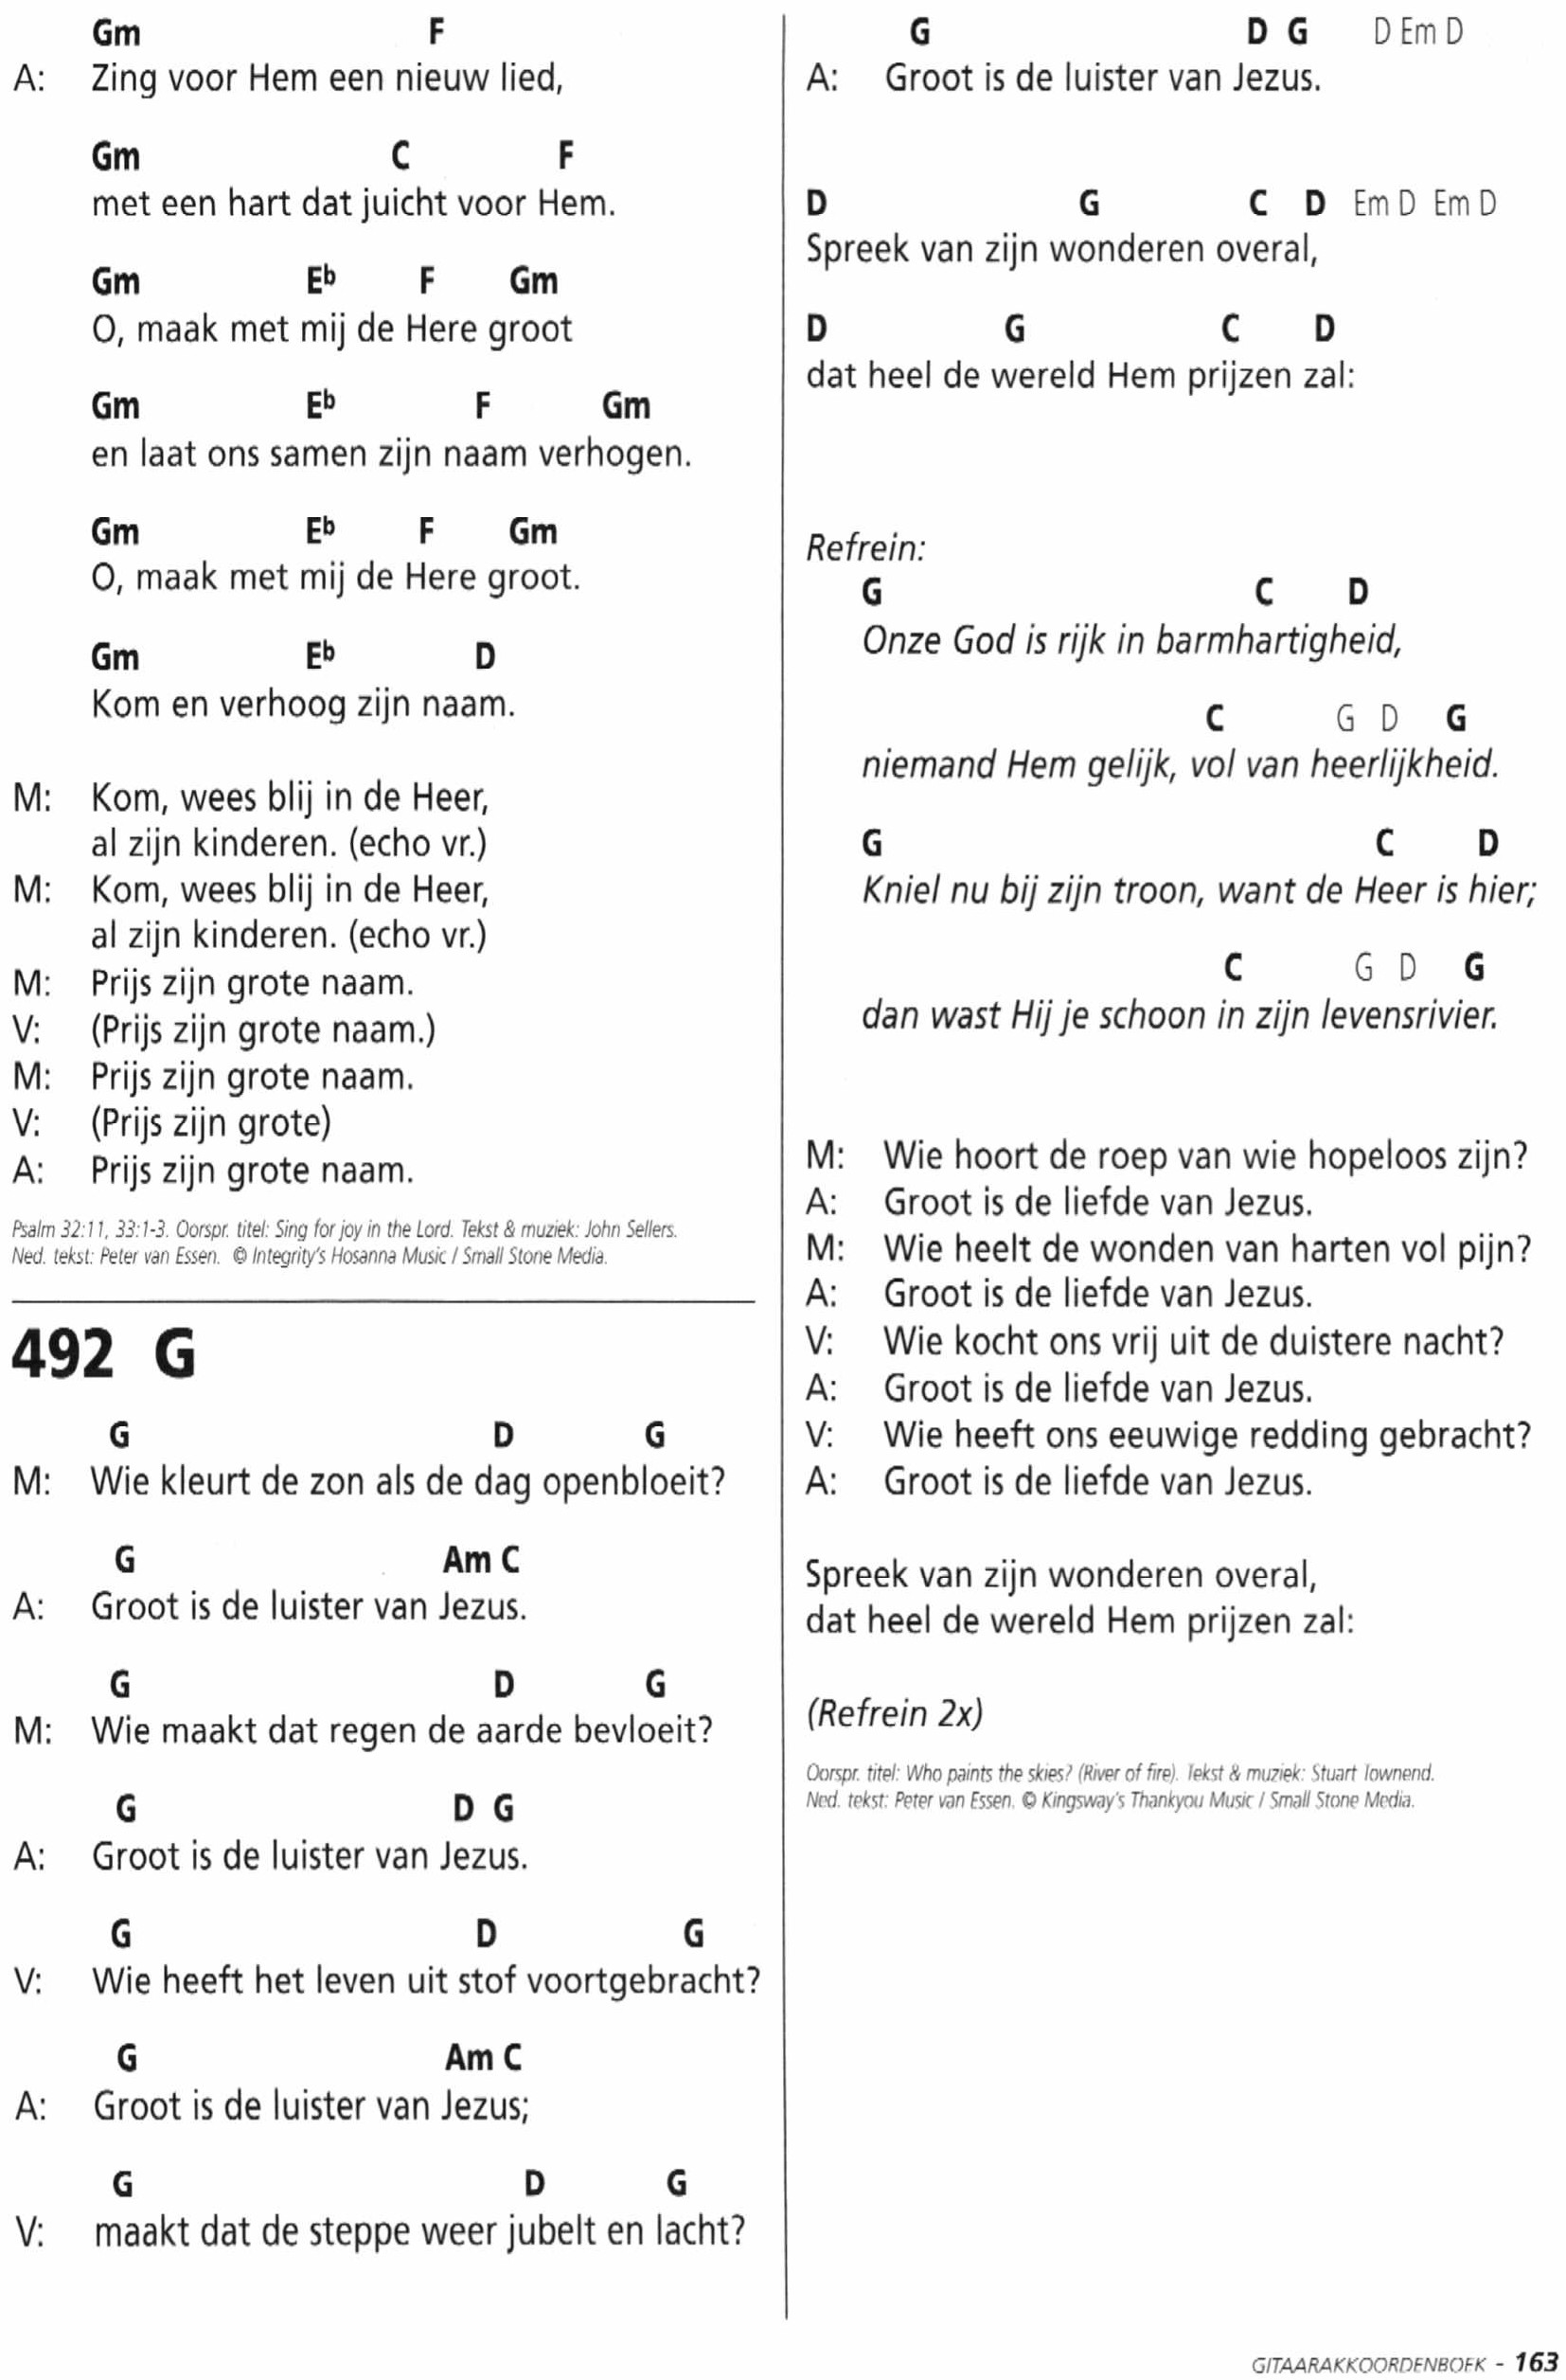 Gm F
A: Zing voor Hem een nieuw lied,
Gm C F
met een hart dat juicht voor Hem.
Gm Eb F Gm
O, maak met mij de Here groot
Gm Eb F Gm
en laat ons samen zijn naam verhogen.
Gm Eb F Gm
O, maak met mij de Here groot.
Gm Eb D
Kom en verhoog zijn naam.
M: Kom, wees blij in de Heer,
al zijn kinderen. (echo vr.)
M: Kom, wees blij in de Heer,
al zijn kinderen. (echo vr.)
M: Prijs zijn grote naam.
V: (Prijs zijn grote naam.)
M: Prijs zijn grote naam.
V: (Prijs zijn grote)
A: Prijs zijn grote naam.
Psalm 32:11, 33:1-3. Oorspr. titel: Sing for joy in the Lord. Tekst & muziek: John Sellers.
Ned. tekst: Peter van Essen. © Integrity's Hosanna Music / Small Stone Media.
492 G
G D G
M: Wie kleurt de zon als de dag openbloeit?
G Am C
A: Groot is de luister van Jezus.
G D G
M: Wie maakt dat regen de aarde bevloeit?
G D G
A: Groot is de luister van Jezus.
G D G
V: Wie heeft het leven uit stof voortgebracht?
G Am C
A: Groot is de luister van Jezus;
G D G
V: maakt dat de steppe weer jubelt en lacht?
G D G D Em D
A: Groot is de luister van Jezus.
D G C D Em D Em D
Spreek van zijn wonderen overal,
D G C D
dat heel de wereld Hem prijzen zal:
Refrein:
G C D
Onze God is rijk in barmhartigheid,
C G D G
niemand Hem gelijk, vol van heerlijkheid.
G C D
Kniel nu bij zijn troon, want de Heer is hier;
C G D G
dan wast Hij je schoon in zijn levensrivier.
M: Wie hoort de roep van wie hopeloos zijn?
A: Groot is de liefde van Jezus.
M: Wie heelt de wonden van harten vol pijn?
A: Groot is de liefde van Jezus.
V: Wie kocht ons vrij uit de duistere nacht?
A: Groot is de liefde van Jezus.
V: Wie heeft ons eeuwige redding gebracht?
A: Groot is de liefde van Jezus.
Spreek van zijn wonderen overal,
dat heel de wereld Hem prijzen zal:
(Refrein 2x)
Oorspr. titel: Who paints the skies? (River of fire). Tekst & muziek: Stuart Townend.
Ned. tekst: Peter van Essen. © Kingsway's Thankyou Music / Small Stone Media.
GITAARAKKOORDENBOEK - 163